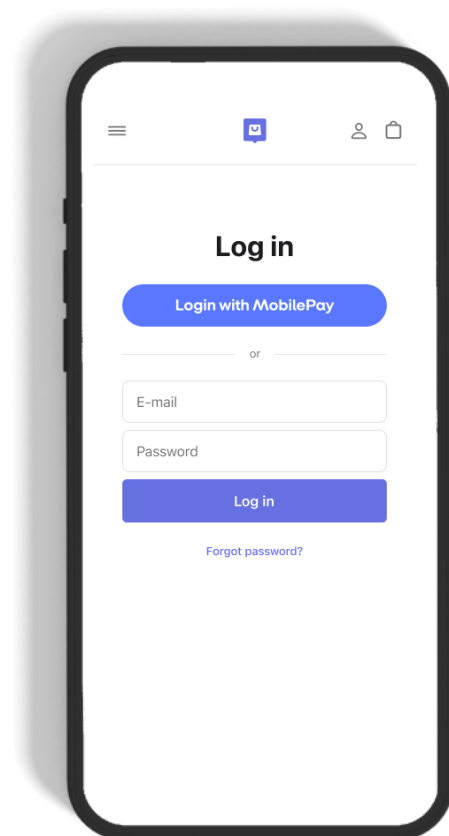 Log in
Login with MobilePay
or
E-mail
Password
Log in
Forgot password?